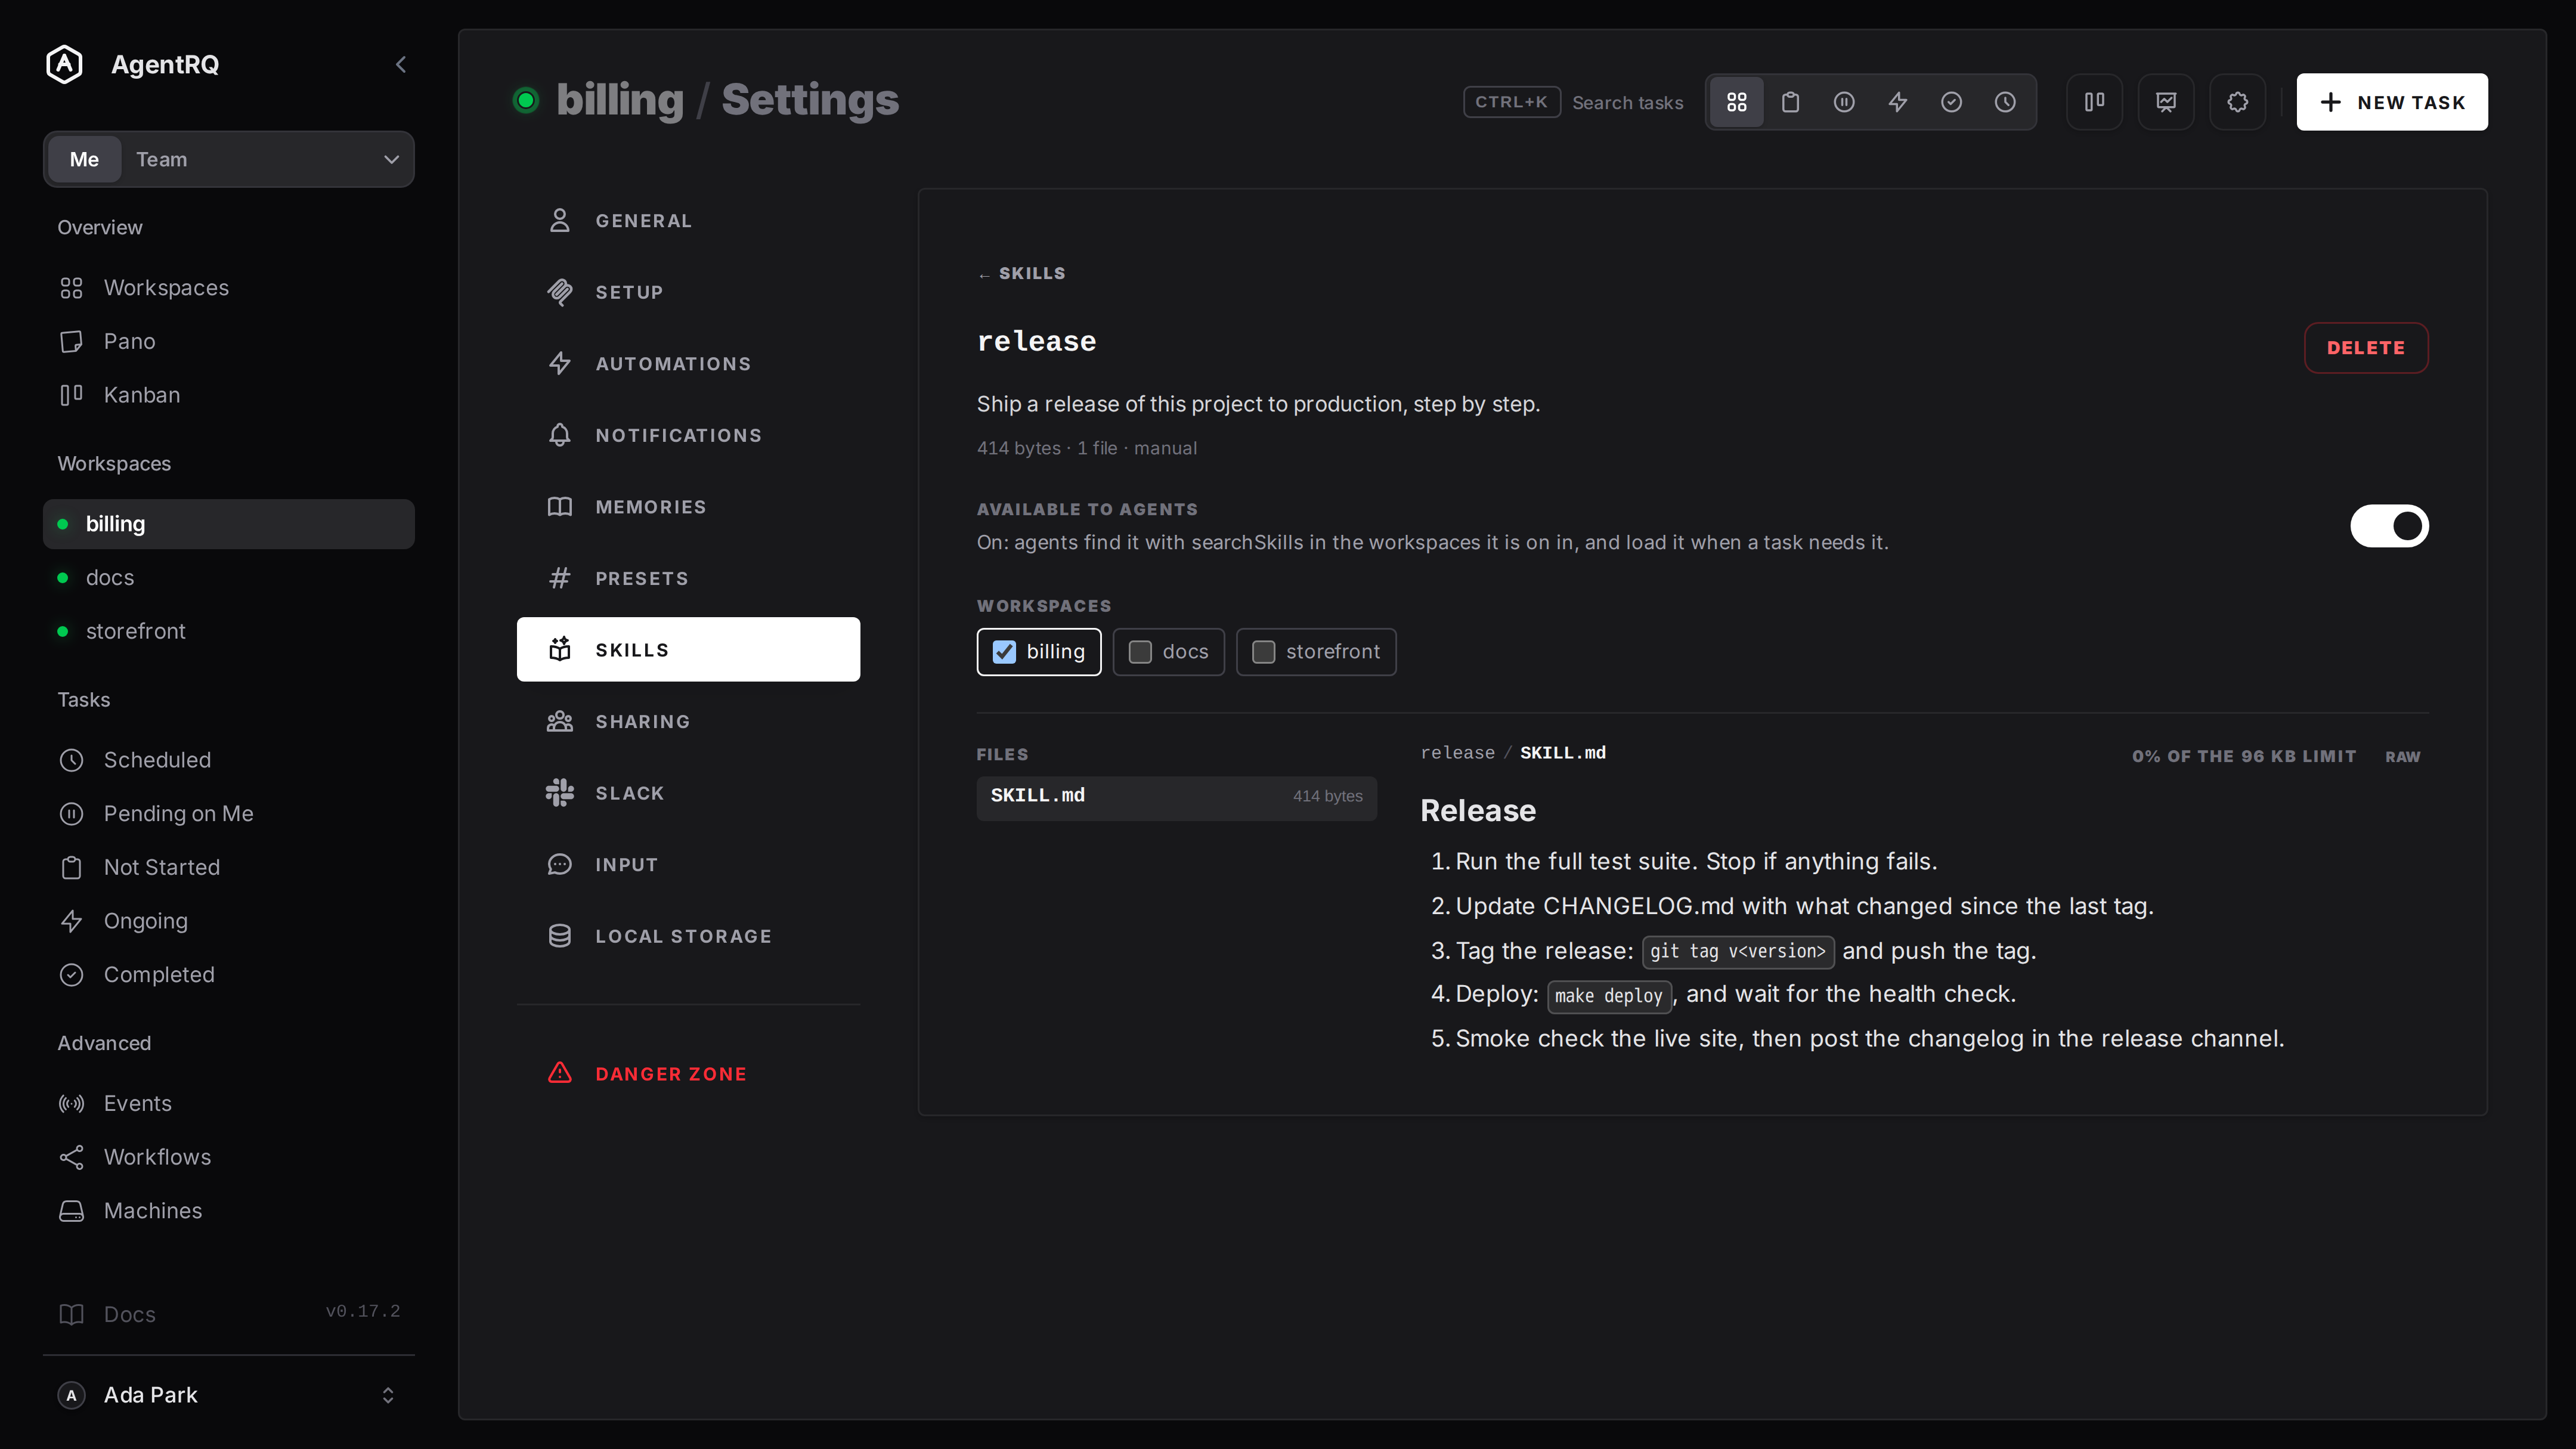 AgentRQ
Me
Team
Overview
Workspaces
Pano
Kanban
Workspaces
billing
docs
storefront
Tasks
Scheduled
Pending on Me
Not Started
Ongoing
Completed
Advanced
Events
Workflows
Machines
Docs
v0.17.2
A
Ada Park
billing / Settings
CTRL+K
Search tasks
NEW TASK
GENERAL
SETUP
AUTOMATIONS
NOTIFICATIONS
MEMORIES
PRESETS
SKILLS
SHARING
SLACK
INPUT
LOCAL STORAGE
DANGER ZONE
← SKILLS
release
DELETE
Ship a release of this project to production, step by step.
414 bytes · 1 file · manual
AVAILABLE TO AGENTS
On: agents find it with searchSkills in the workspaces it is on in, and load it when a task needs it.
WORKSPACES
billing
docs
storefront
FILES
SKILL.md
414 bytes
release / SKILL.md
0% OF THE 96 KB LIMIT
RAW
Release
1. Run the full test suite. Stop if anything fails.
2. Update CHANGELOG.md with what changed since the last tag.
3. Tag the release: git tag v<version> and push the tag.
4. Deploy: make deploy, and wait for the health check.
5. Smoke check the live site, then post the changelog in the release channel.